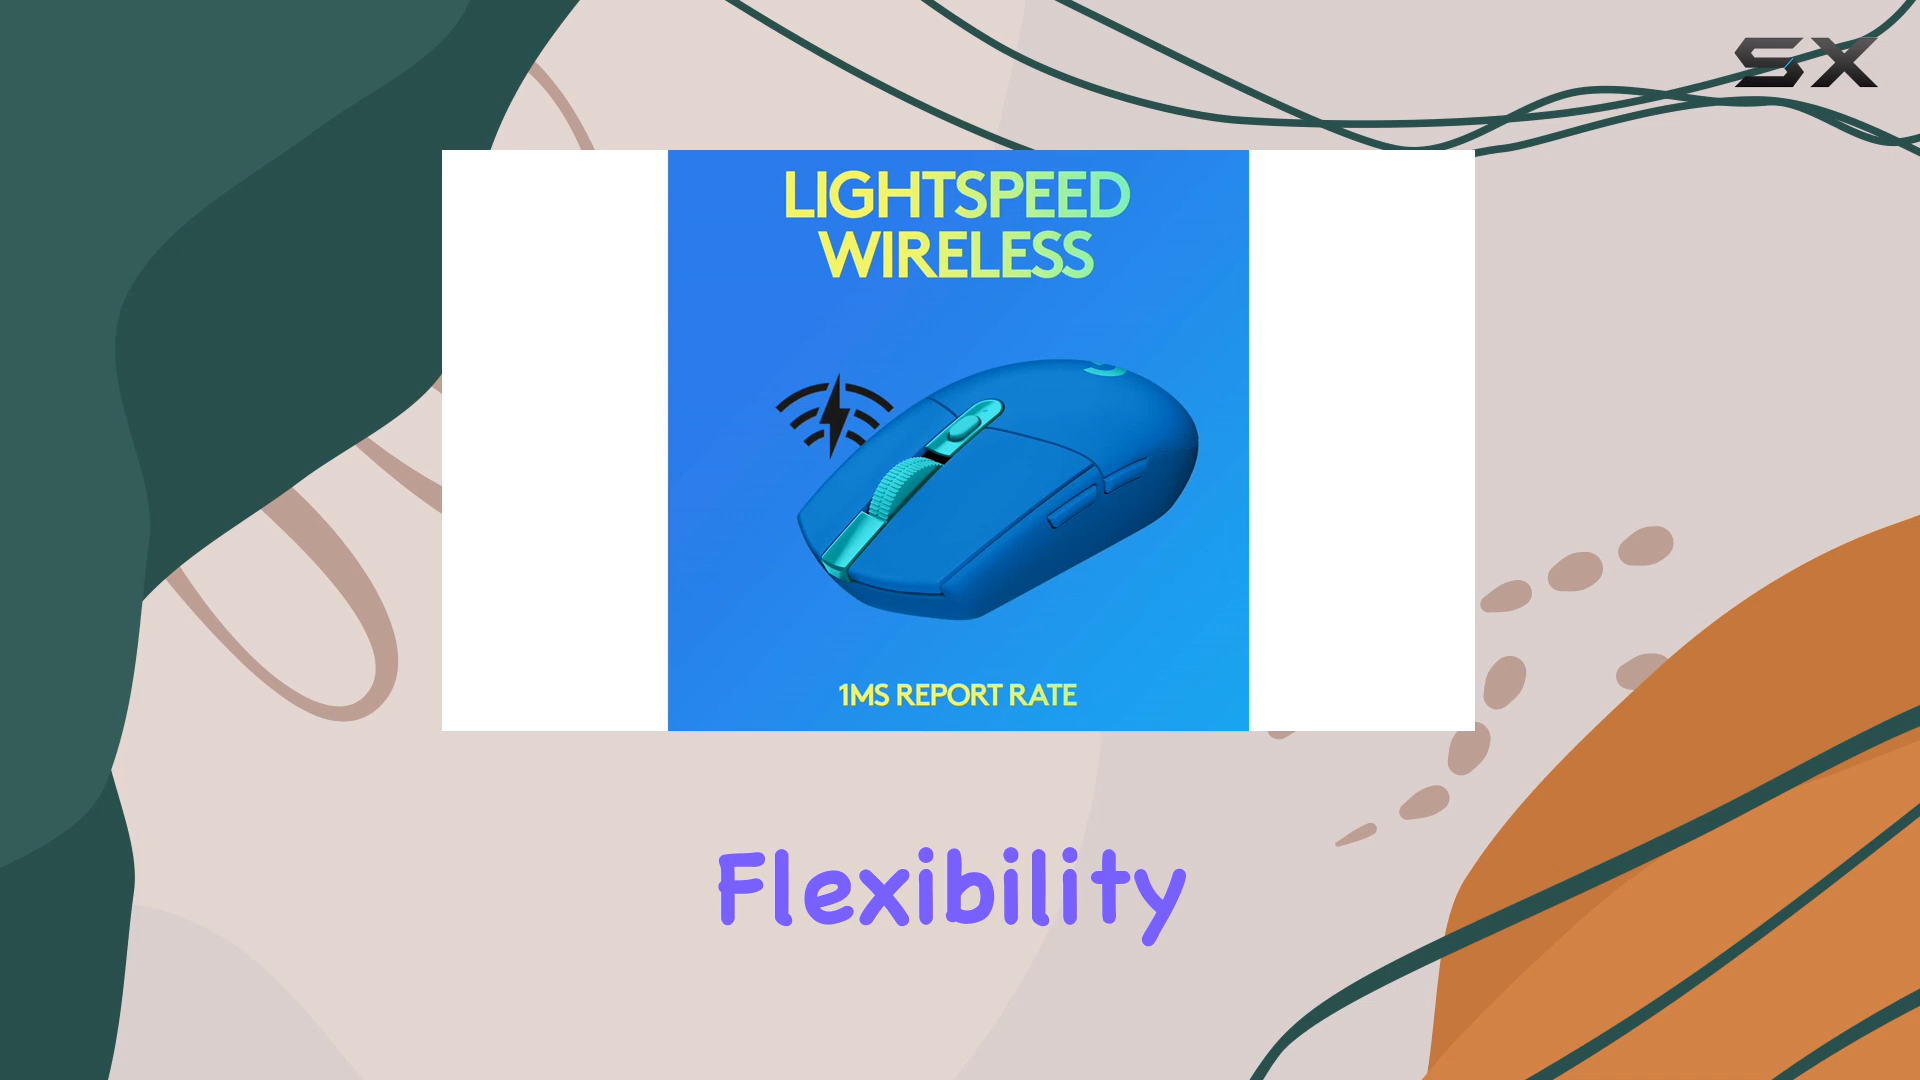 SX
LIGHTSPEED
WIRELESS
1MS REPORT RATE
Flexibility